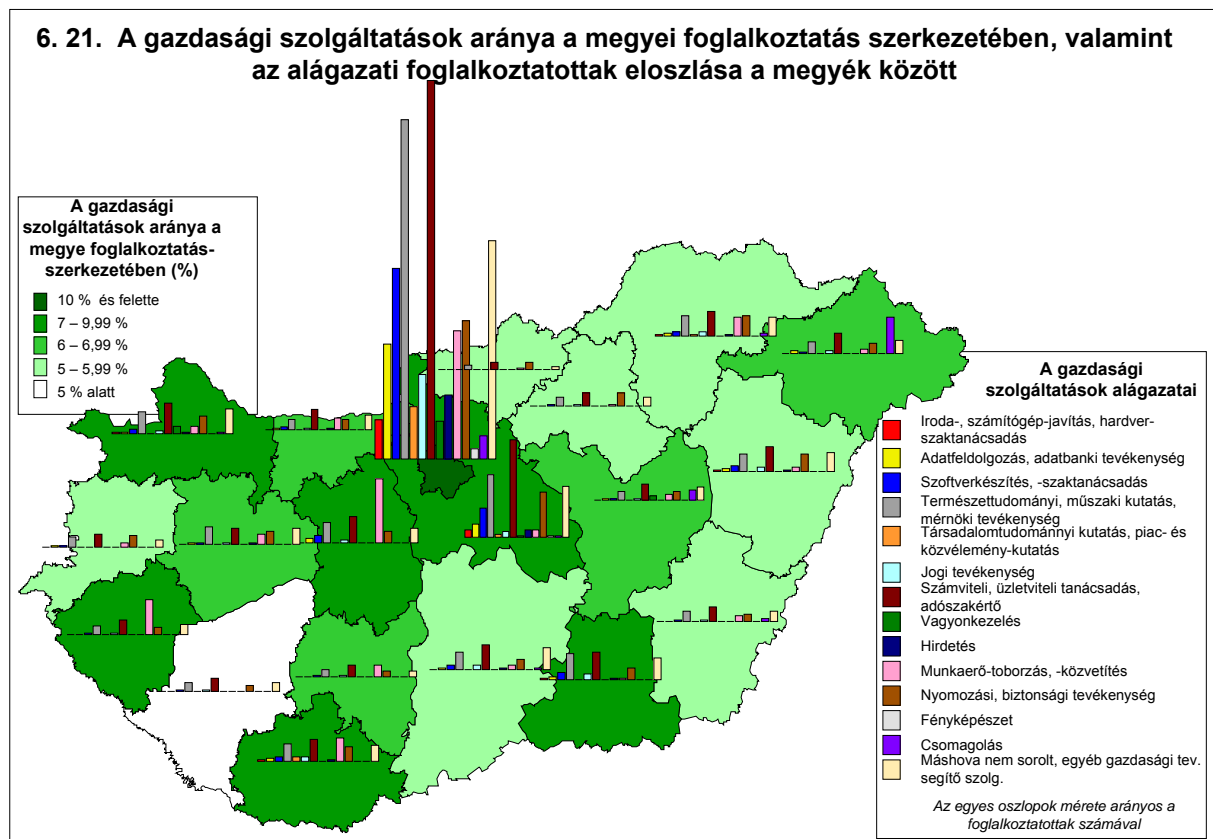 6. 21. A gazdasági szolgáltatások aránya a megyei foglalkoztatás szerkezetében, valamint
az alágazati foglalkoztatottak eloszlása a megyék között
A gazdasági
szolgáltatások aránya a
megye foglalkoztatás-
szerkezetében (%)
10 % és felette
7 – 9,99 %
6 – 6,99 %
5 – 5,99 %
5 % alatt
A gazdasági
szolgáltatások alágazatai
Iroda-, számítógép-javítás, hardver-
szaktanácsadás
Adatfeldolgozás, adatbanki tevékenység
Szoftverkészítés, -szaktanácsadás
Természettudományi, műszaki kutatás,
mérnöki tevékenység
Társadalomtudománnyi kutatás, piac- és
közvélemény-kutatás
Jogi tevékenység
Számviteli, üzletviteli tanácsadás,
adószakértő
Vagyonkezelés
Hirdetés
Munkaerő-toborzás, -közvetítés
Nyomozási, biztonsági tevékenység
Fényképészet
Csomagolás
Máshova nem sorolt, egyéb gazdasági tev.
segítő szolg.
Az egyes oszlopok mérete arányos a
foglalkoztatottak számával